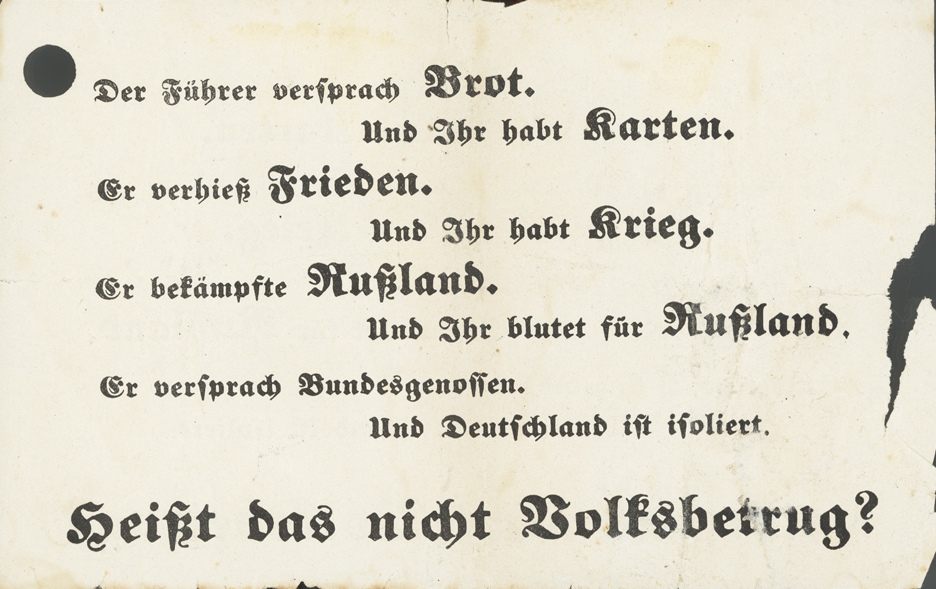 Der Führer versprach Brot.
Und Ihr habt Karten.
Er verhieß Frieden.
Und Ihr habt Krieg.
Er bekämpfte Rußland.
Und Ihr blutet für Rußland.
Er versprach Bundesgenossen.
Und Deutschland ist isoliert.
Heißt das nicht Volksbetrug?